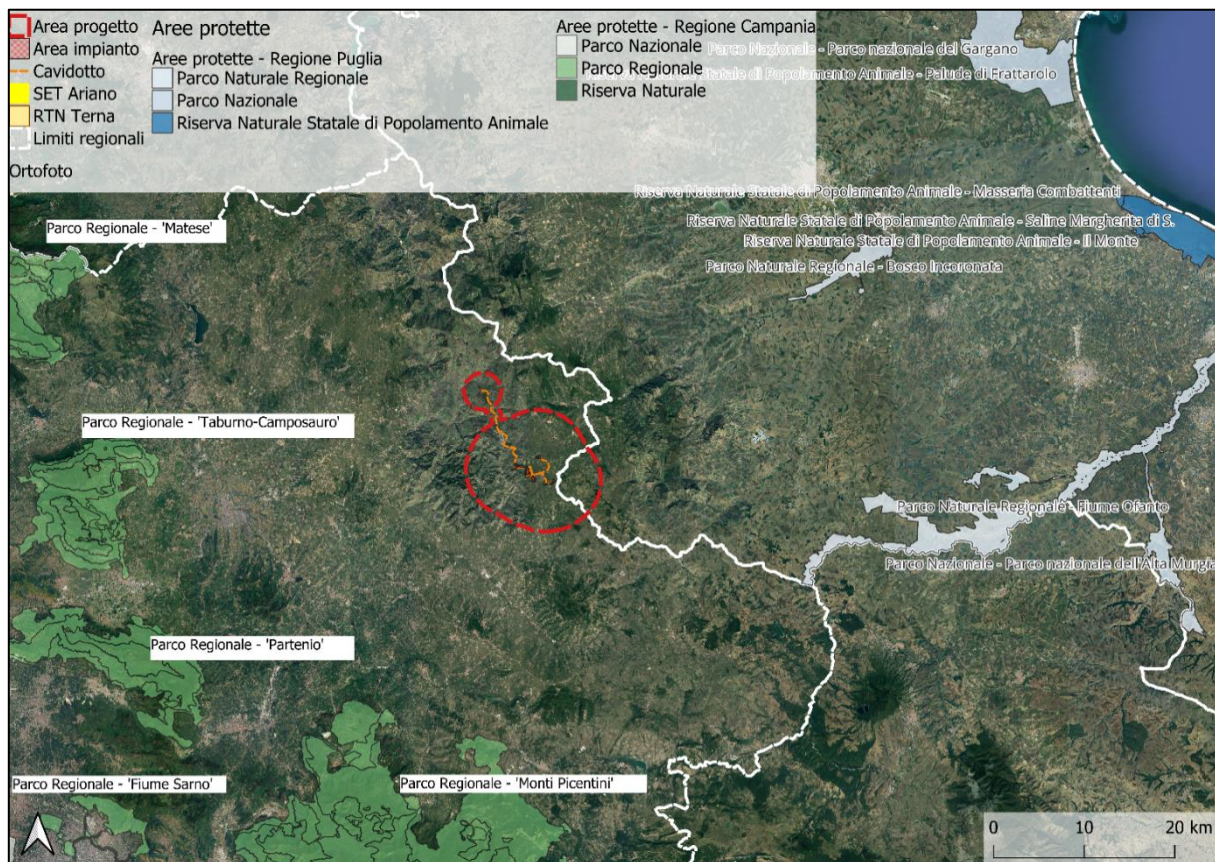 Area progetto
Area impianto
Cavidotto
SET Ariano
RTN Terna
Limiti regionali
Ortofoto
Aree protette
Aree protette - Regione Puglia
Parco Naturale Regionale
Parco Nazionale
Riserva Naturale Statale di Popolamento Animale
Aree protette - Regione Campania
Parco Nazionale
Parco Regionale
Riserva Naturale
Parco Nazionale - Parco nazionale del Gargano
Riserva Naturale Statale di Popolamento Animale - Palude di Frattarolo
Riserva Naturale Statale di Popolamento Animale - Masseria Combattenti
Riserva Naturale Statale di Popolamento Animale - Saline Margherita di S.
Riserva Naturale Statale di Popolamento Animale - Il Monte
Parco Naturale Regionale - Bosco Incoronata
Parco Regionale - 'Matese'
Parco Regionale - 'Taburno-Camposauro'
Parco Naturale Regionale - Fiume Ofanto
Parco Nazionale - Parco nazionale dell'Alta Murgia
Parco Regionale - 'Partenio'
Parco Regionale - 'Fiume Sarno'
Parco Regionale - 'Monti Picentini'
0 10 20 km